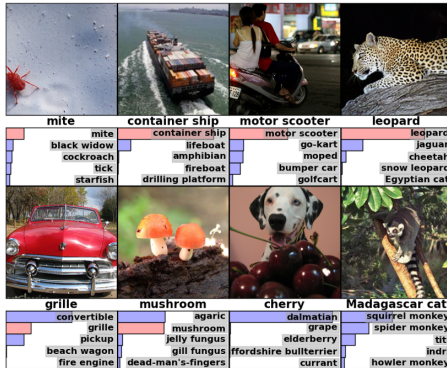 mite
container ship
motor scooter
leopard
mite
black widow
cockroach
tick
starfish
container ship
lifeboat
amphibian
fireboat
drilling platform
motor scooter
go-kart
moped
bumper car
golfcart
leopard
jaguar
cheetah
snow leopard
Egyptian cat
grille
mushroom
cherry
Madagascar cat
convertible
grille
pickup
beach wagon
fire engine
agaric
mushroom
jelly fungus
gill fungus
dead-man's-fingers
dalmatian
grape
elderberry
ffordshire bullterrier
currant
squirrel monkey
spider monkey
titi
indri
howler monkey